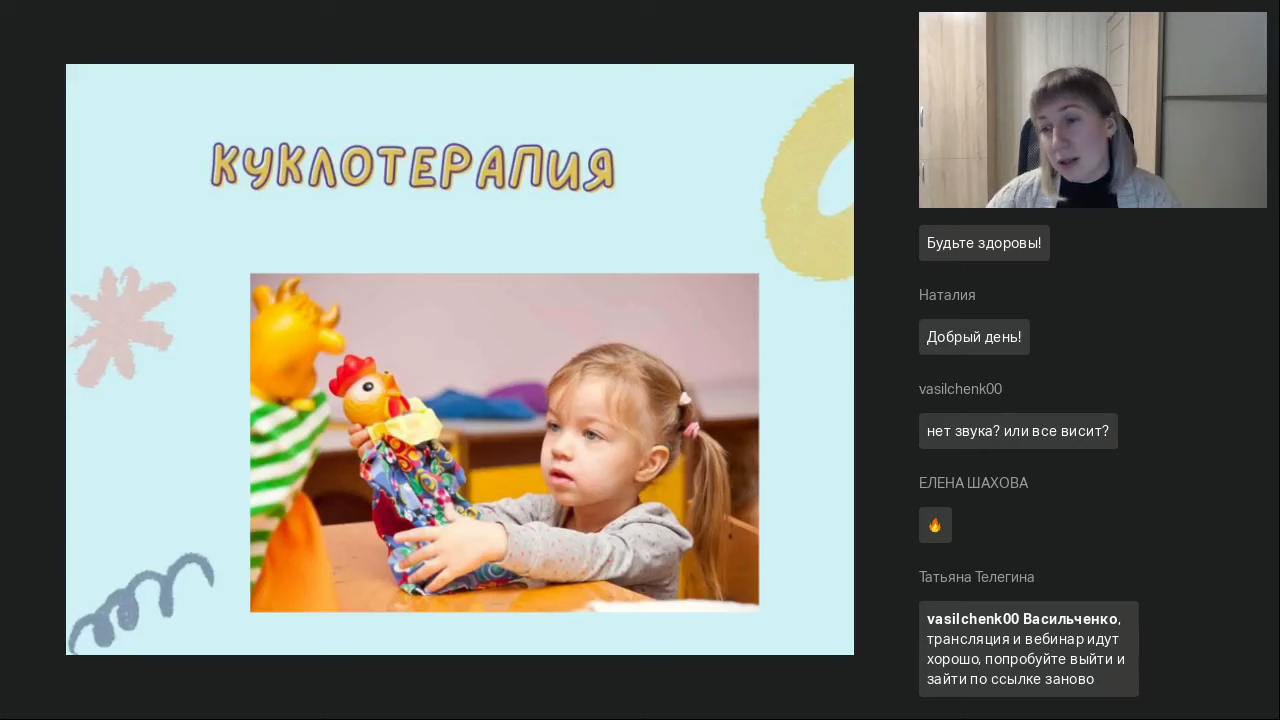 КУКЛОТЕРАПИЯ
Будьте здоровы!
Наталия
Добрый день!
vasilchenk00
нет звука? или все висит?
ЕЛЕНА ШАХОВА
🔥
Татьяна Телегина
vasilchenk00 Васильченко,
трансляция и вебинар идут
хорошо, попробуйте выйти и
зайти по ссылке заново